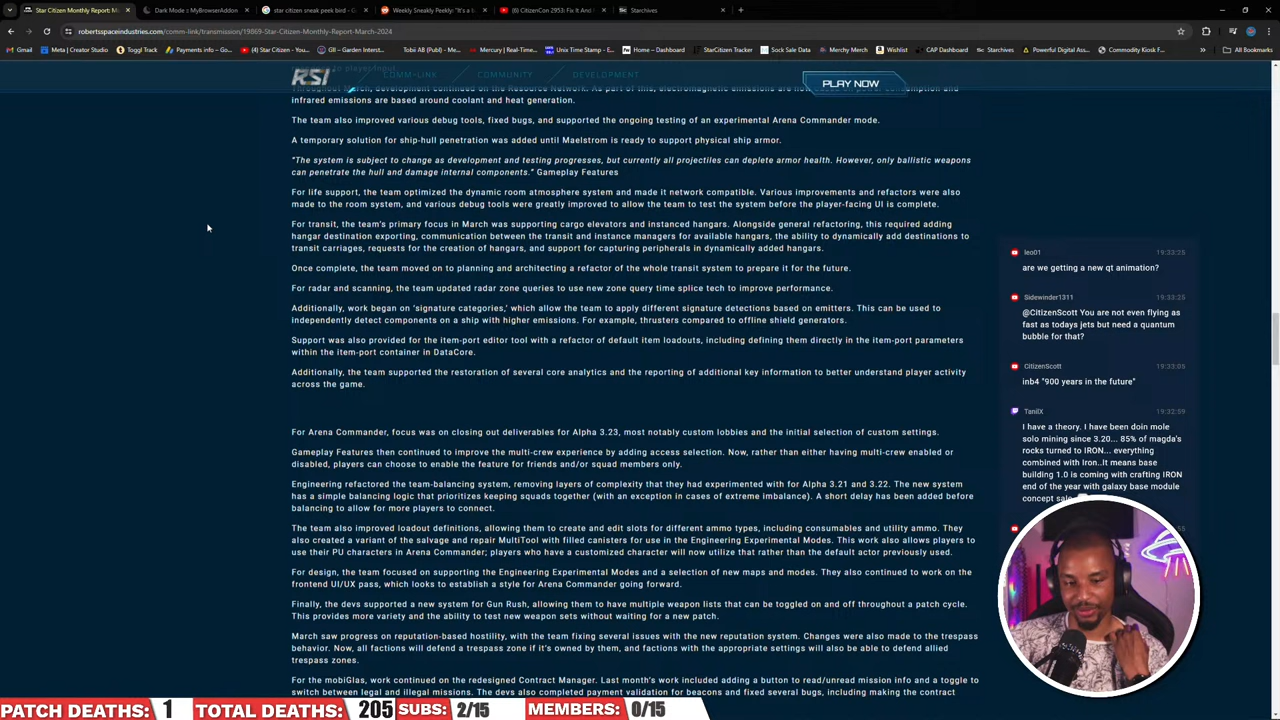 Star Citizen Monthly Report: Ma
Dark Mode :: MyBrowserAddon
star citizen sneak peek bird - G
Weekly Sneakly Peekly: "It's a t
(6) CitizenCon 2953: Fix It And
Starchives
robertsspaceindustries.com/comm-link/transmission/19869-Star-Citizen-Monthly-Report-March-2024
Gmail
Meta | Creator Studio
Toggl Track
(4) Star Citizen - You...
GII - Garden Interst...
Tobii AB (Publ) - Me...
Mercury | Real-Time...
Unix Time Stamp - E...
Home — DashFleet
StarCitizen Tracker
Sock Sale Data
Merchy Merch
Wishlist
CAP Dashboard
Starchives
Powerful Digital Ass...
Commodity Kiosk F...
All Bookmarks
RSI
COMM-LINK
COMMUNITY
DEVELOPMENT
PLAY NOW
infrared emissions are based around coolant and heat generation.
The team also improved various debug tools, fixed bugs, and supported the ongoing testing of an experimental Arena Commander mode.
A temporary solution for ship-hull penetration was added until Maelstrom is ready to support physical ship armor.
"The system is subject to change as development and testing progresses, but currently all projectiles can deplete armor health. However, only ballistic weapons
can penetrate the hull and damage internal components." Gameplay Features
For life support, the team optimized the dynamic room atmosphere system and made it network compatible. Various improvements and refactors were also
made to the room system, and various debug tools were greatly improved to allow the team to test the system before the player-facing UI is complete.
For transit, the team's primary focus in March was supporting cargo elevators and instanced hangars. Alongside general refactoring, this required adding
hangar destination exporting, communication between the transit and instance managers for available hangars, the ability to dynamically add destinations to
transit carriages, requests for the creation of hangars, and support for capturing peripherals in dynamically added hangars.
Once complete, the team moved on to planning and architecting a refactor of the whole transit system to prepare it for the future.
For radar and scanning, the team updated radar zone queries to use new zone query time splice tech to improve performance.
Additionally, work began on 'signature categories,' which allow the team to apply different signature detections based on emitters. This can be used to
independently detect components on a ship with higher emissions. For example, thrusters compared to offline shield generators.
Support was also provided for the item-port editor tool with a refactor of default item loadouts, including defining them directly in the item-port parameters
within the item-port container in DataCore.
Additionally, the team supported the restoration of several core analytics and the reporting of additional key information to better understand player activity
across the game.
For Arena Commander, focus was on closing out deliverables for Alpha 3.23, most notably custom lobbies and the initial selection of custom settings.
Gameplay Features then continued to improve the multi-crew experience by adding access selection. Now, rather than either having multi-crew enabled or
disabled, players can choose to enable the feature for friends and/or squad members only.
Engineering refactored the team-balancing system, removing layers of complexity that they had experimented with for Alpha 3.21 and 3.22. The new system
has a simple balancing logic that prioritizes keeping squads together (with an exception in cases of extreme imbalance). A short delay has been added before
balancing to allow for more players to connect.
The team also improved loadout definitions, allowing them to create and edit slots for different ammo types, including consumables and utility ammo. They
also created a variant of the salvage and repair MultiTool with filled canisters for use in the Engineering Experimental Modes. This work also allows players to
use their PU characters in Arena Commander; players who have a customized character will now utilize that rather than the default actor previously used.
For design, the team focused on supporting the Engineering Experimental Modes and a selection of new maps and modes. They also continued to work on the
frontend UI/UX pass, which looks to establish a style for Arena Commander going forward.
Finally, the devs supported a new system for Gun Rush, allowing them to have multiple weapon lists that can be toggled on and off throughout a patch cycle.
This provides more variety and the ability to test new weapon sets without waiting for a new patch.
March saw progress on reputation-based hostility, with the team fixing several issues with the new reputation system. Changes were also made to the trespass
behavior. Now, all factions will defend a trespass zone if it's owned by them, and factions with the appropriate settings will also be able to defend allied
trespass zones.
For the mobiGlas, work continued on the redesigned Contract Manager. Last month's work included adding a button to read/unread mission info and a toggle to
switch between legal and illegal missions. The devs also completed payment validation for beacons and fixed several bugs, including making the contract
leo01 19:33:25
are we getting a new qt animation?
Sidewinder1311 19:33:25
@CitizenScott You are not even flying as
fast as todays jets but need a quantum
bubble for that?
CitizenScott 19:33:05
inb4 "900 years in the future"
TanilX 19:32:59
I have a theory. I have been doin mole
solo mining since 3.20... 85% of magda's
rocks turned to IRON... everything
combined with Iron..It means base
building 1.0 is coming with crafting IRON
end of the year with galaxy base module
concept sale
PATCH DEATHS: 1
TOTAL DEATHS: 205
SUBS: 2/15
MEMBERS: 0/15